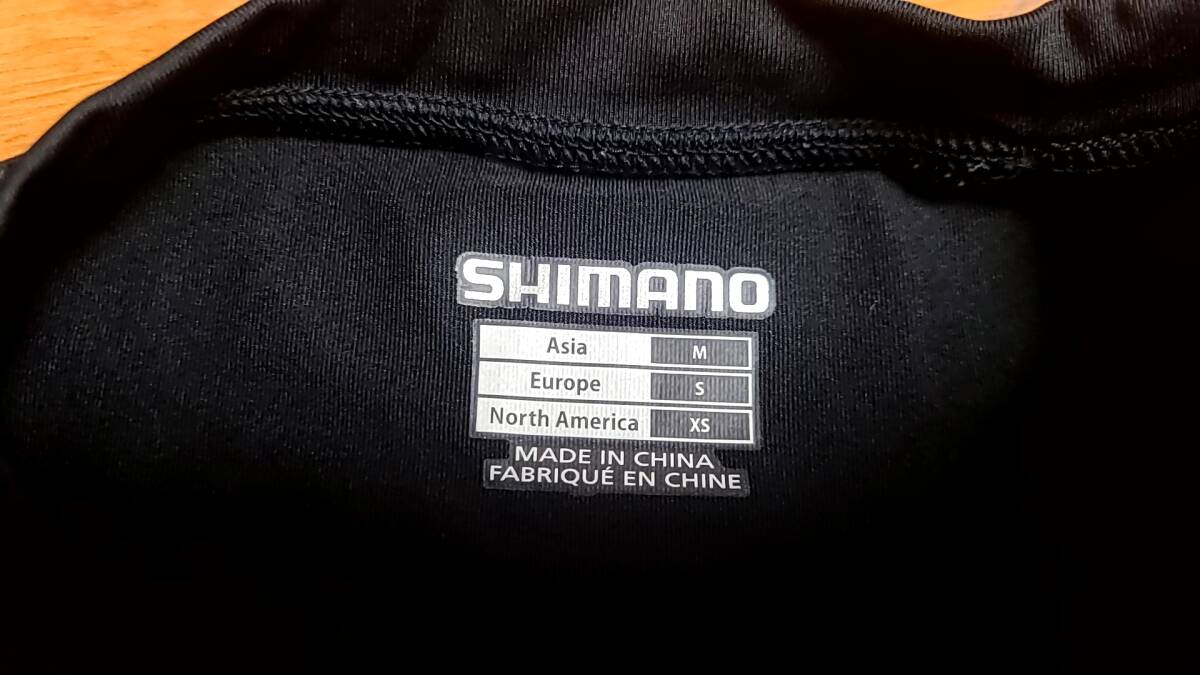 SHIMANO
Asia M
Europe S
North America XS
MADE IN CHINA
FABRIQUÉ EN CHINE